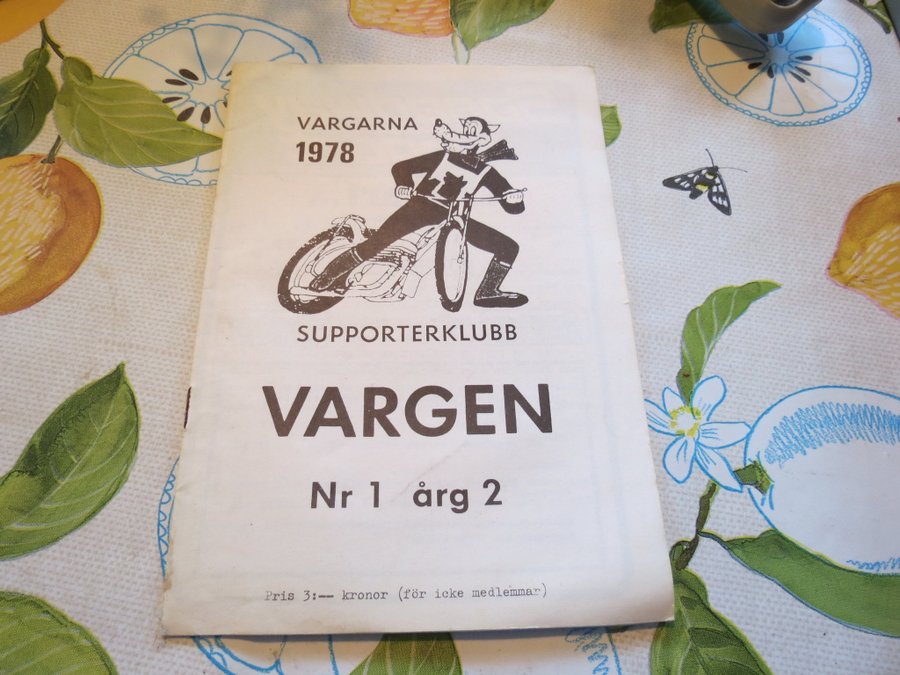 VARGARNA
1978
SUPPORTERKLUBB
VARGEN
Nr 1 årg 2
Pris 3:-- kronor (för icke medlemmar)